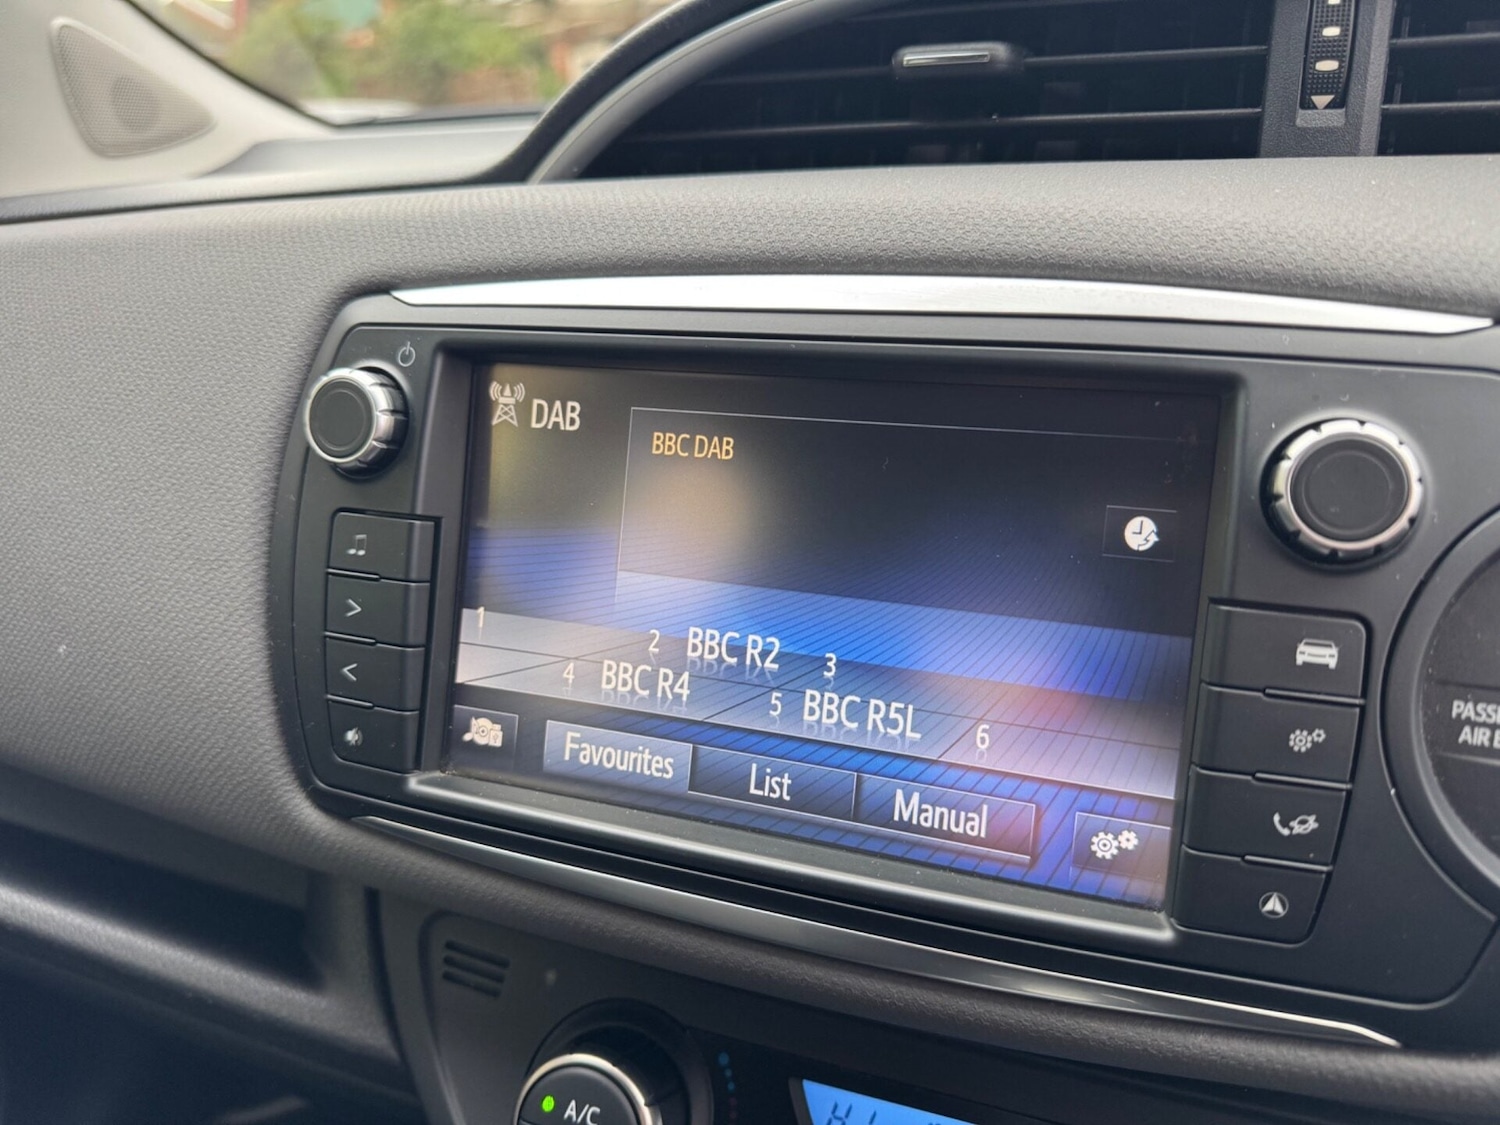 DAB
BBC DAB
1
2 BBC R2
3
4 BBC R4
5 BBC R5L
6
Favourites
List
Manual
A/C